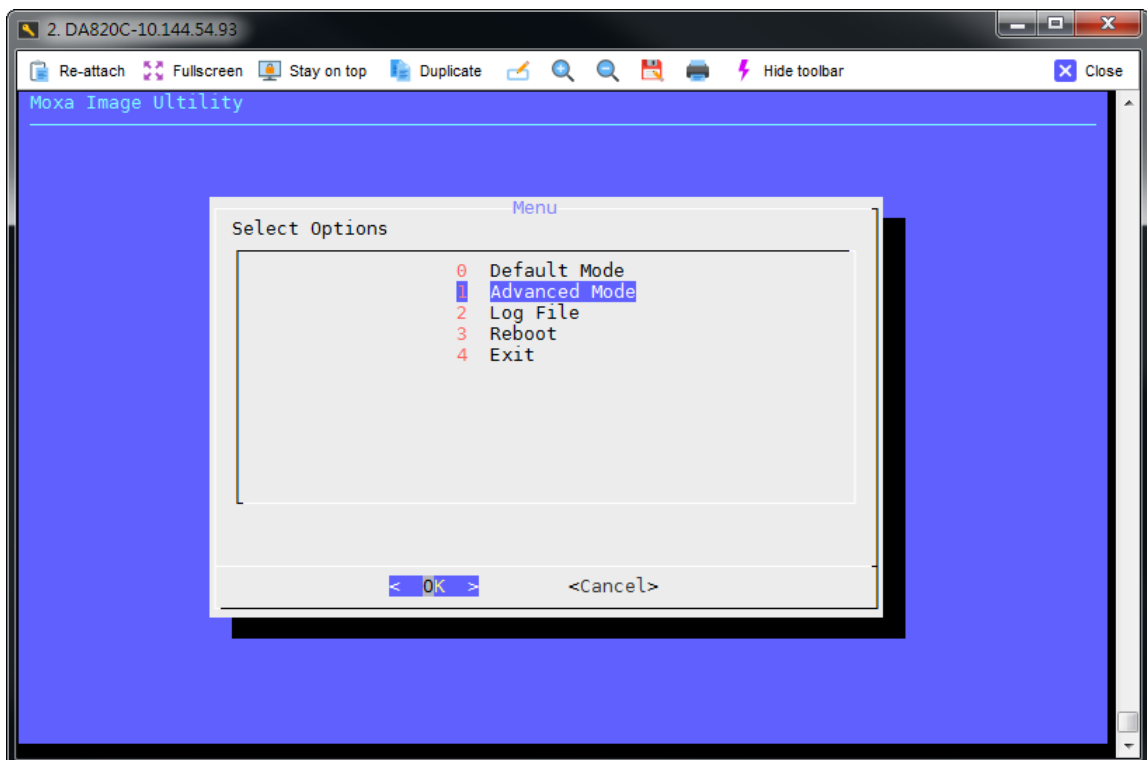 2. DA820C-10.144.54.93
Re-attach Fullscreen Stay on top Duplicate Hide toolbar Close
Moxa Image Ultility
Menu
Select Options
0 Default Mode
1 Advanced Mode
2 Log File
3 Reboot
4 Exit
< OK > <Cancel>